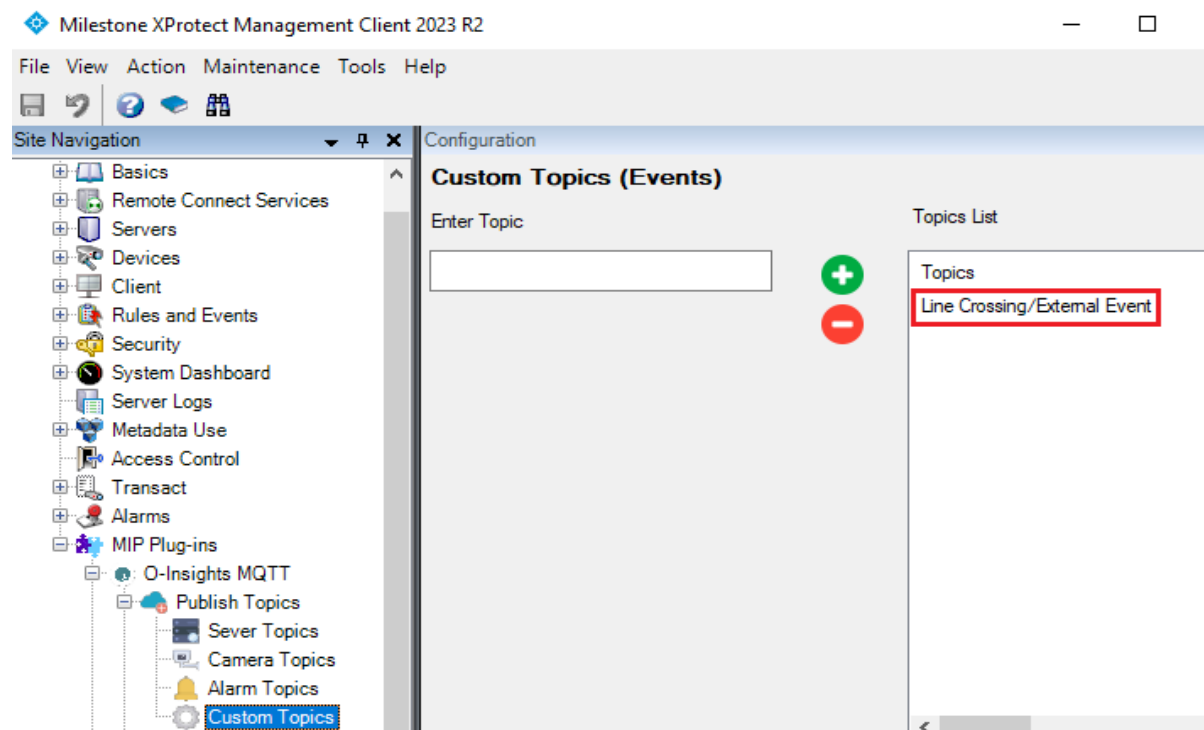 Milestone XProtect Management Client 2023 R2
File View Action Maintenance Tools Help
Site Navigation
Basics
Remote Connect Services
Servers
Devices
Client
Rules and Events
Security
System Dashboard
Server Logs
Metadata Use
Access Control
Transact
Alarms
MIP Plug-ins
O-Insights MQTT
Publish Topics
Sever Topics
Camera Topics
Alarm Topics
Custom Topics
Configuration
Custom Topics (Events)
Enter Topic
Topics List
Topics
Line Crossing/External Event